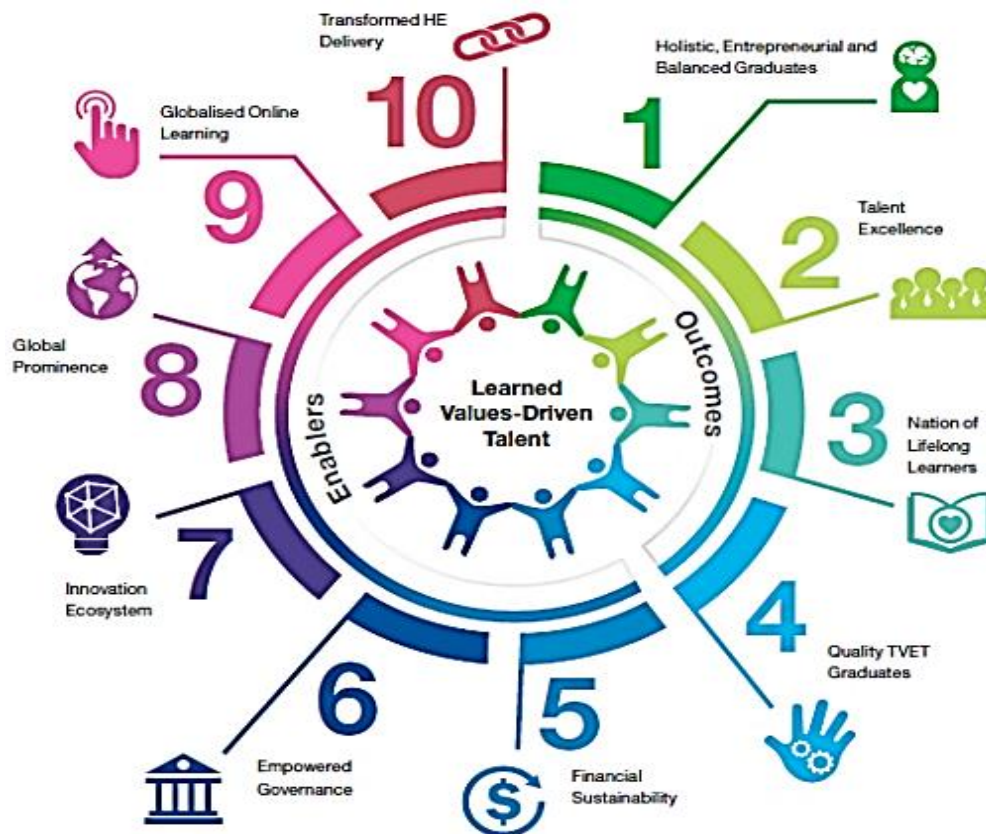 Transformed HE
Delivery
10
Holistic, Entrepreneurial and
Balanced Graduates
1
Globalised Online
Learning
9
Talent
Excellence
2
Global
Prominence
8
Nation of
Lifelong
Learners
3
Innovation
Ecosystem
7
Quality TVET
Graduates
4
Empowered
Governance
6
Financial
Sustainability
5
$
Enablers
Outcomes
Learned
Values-Driven
Talent